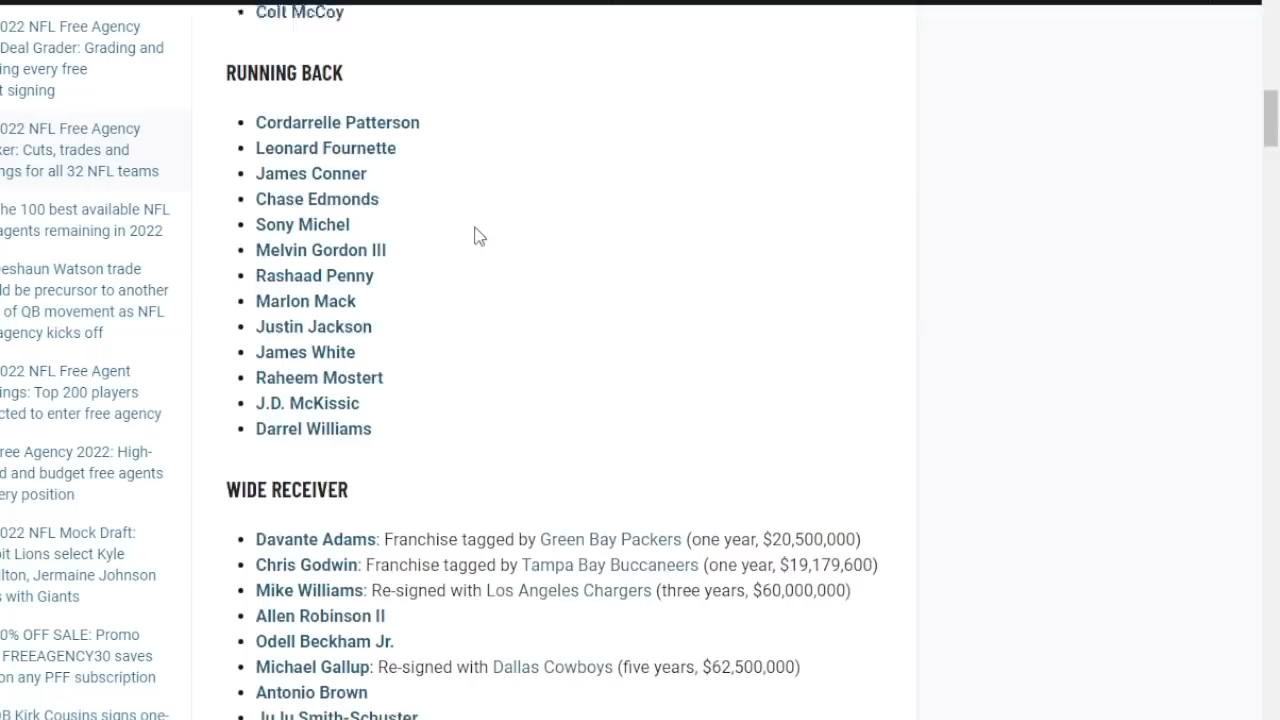 022 NFL Free Agency
Deal Grader: Grading and
ing every free
t signing
022 NFL Free Agency
ker: Cuts, trades and
ngs for all 32 NFL teams
he 100 best available NFL
agents remaining in 2022
eshaun Watson trade
ld be precursor to another
of QB movement as NFL
agency kicks off
022 NFL Free Agent
ings: Top 200 players
cted to enter free agency
ree Agency 2022: High-
d and budget free agents
ery position
022 NFL Mock Draft:
oit Lions select Kyle
lton, Jermaine Johnson
s with Giants
0% OFF SALE: Promo
FREEAGENCY30 saves
on any PFF subscription
B Kirk Cousins signs one-
Colt McCoy
RUNNING BACK
Cordarrelle Patterson
Leonard Fournette
James Conner
Chase Edmonds
Sony Michel
Melvin Gordon III
Rashaad Penny
Marlon Mack
Justin Jackson
James White
Raheem Mostert
J.D. McKissic
Darrel Williams
WIDE RECEIVER
Davante Adams: Franchise tagged by Green Bay Packers (one year, $20,500,000)
Chris Godwin: Franchise tagged by Tampa Bay Buccaneers (one year, $19,179,600)
Mike Williams: Re-signed with Los Angeles Chargers (three years, $60,000,000)
Allen Robinson II
Odell Beckham Jr.
Michael Gallup: Re-signed with Dallas Cowboys (five years, $62,500,000)
Antonio Brown
JuJu Smith-Schuster